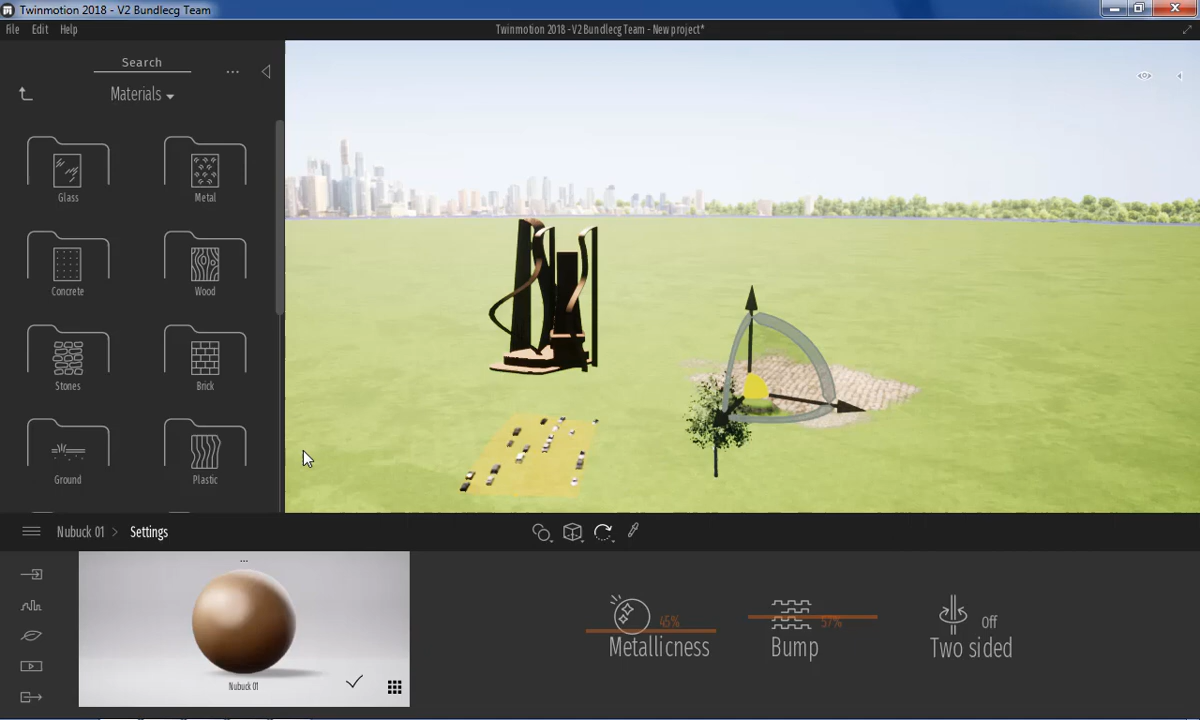 Twinmotion 2018 - V2 Bundlecg Team
File Edit Help
Twinmotion 2018 - V2 Bundlecg Team - New project*
Search
...
Materials
Glass
Metal
Concrete
Wood
Stones
Brick
Ground
Plastic
Nubuck 01 > Settings
...
Nubuck 01
45%
Metallicness
57%
Bump
Off
Two sided